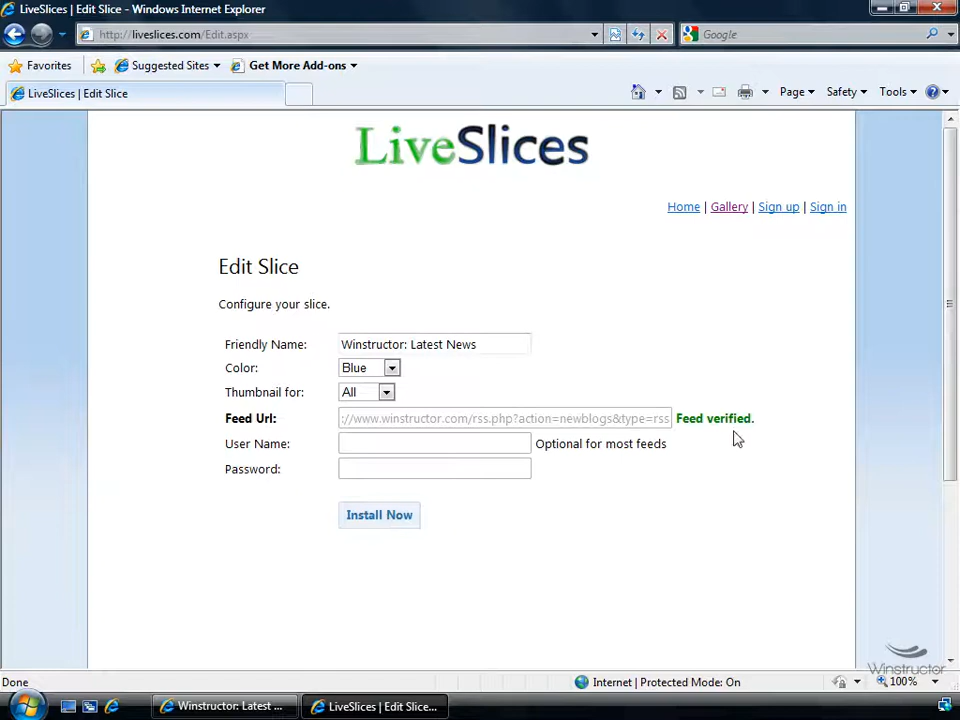 LiveSlices | Edit Slice - Windows Internet Explorer
http://liveslices.com/Edit.aspx
Google
Favorites
Suggested Sites
Get More Add-ons
LiveSlices | Edit Slice
Page
Safety
Tools
LiveSlices
Home | Gallery | Sign up | Sign in
Edit Slice
Configure your slice.
Friendly Name: Winstructor: Latest News
Color: Blue
Thumbnail for: All
Feed Url: ://www.winstructor.com/rss.php?action=newblogs&type=rss Feed verified.
User Name: Optional for most feeds
Password:
Install Now
Winstructor
Done
Internet | Protected Mode: On
100%
Winstructor: Latest ...
LiveSlices | Edit Slice...